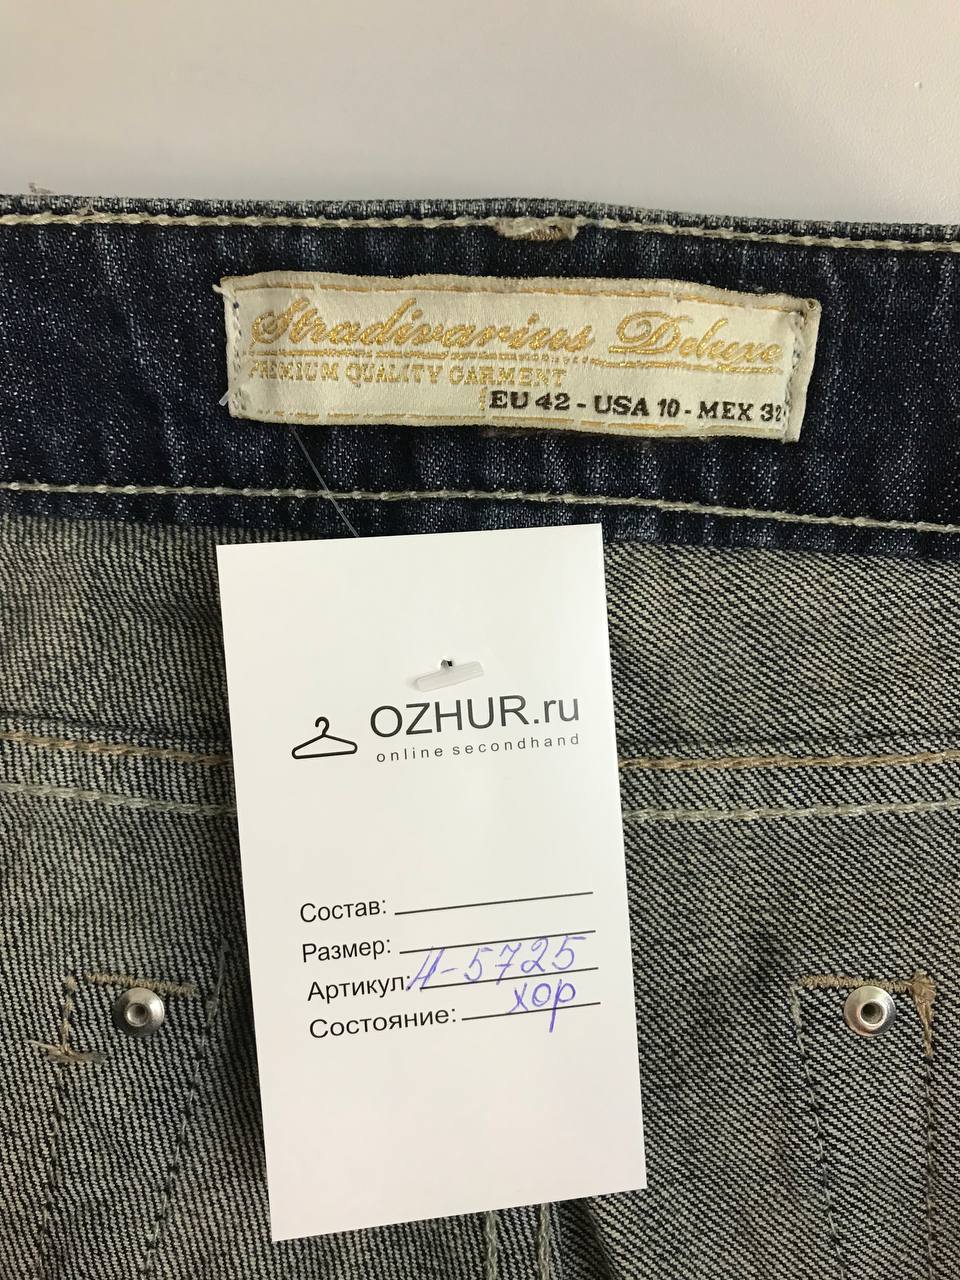 Stradivarius Deluxe
PREMIUM QUALITY GARMENT
EU 42 - USA 10 - MEX 32
OZHUR.ru
online secondhand
Состав:
Размер:
Артикул: Н-5725
Состояние: хор